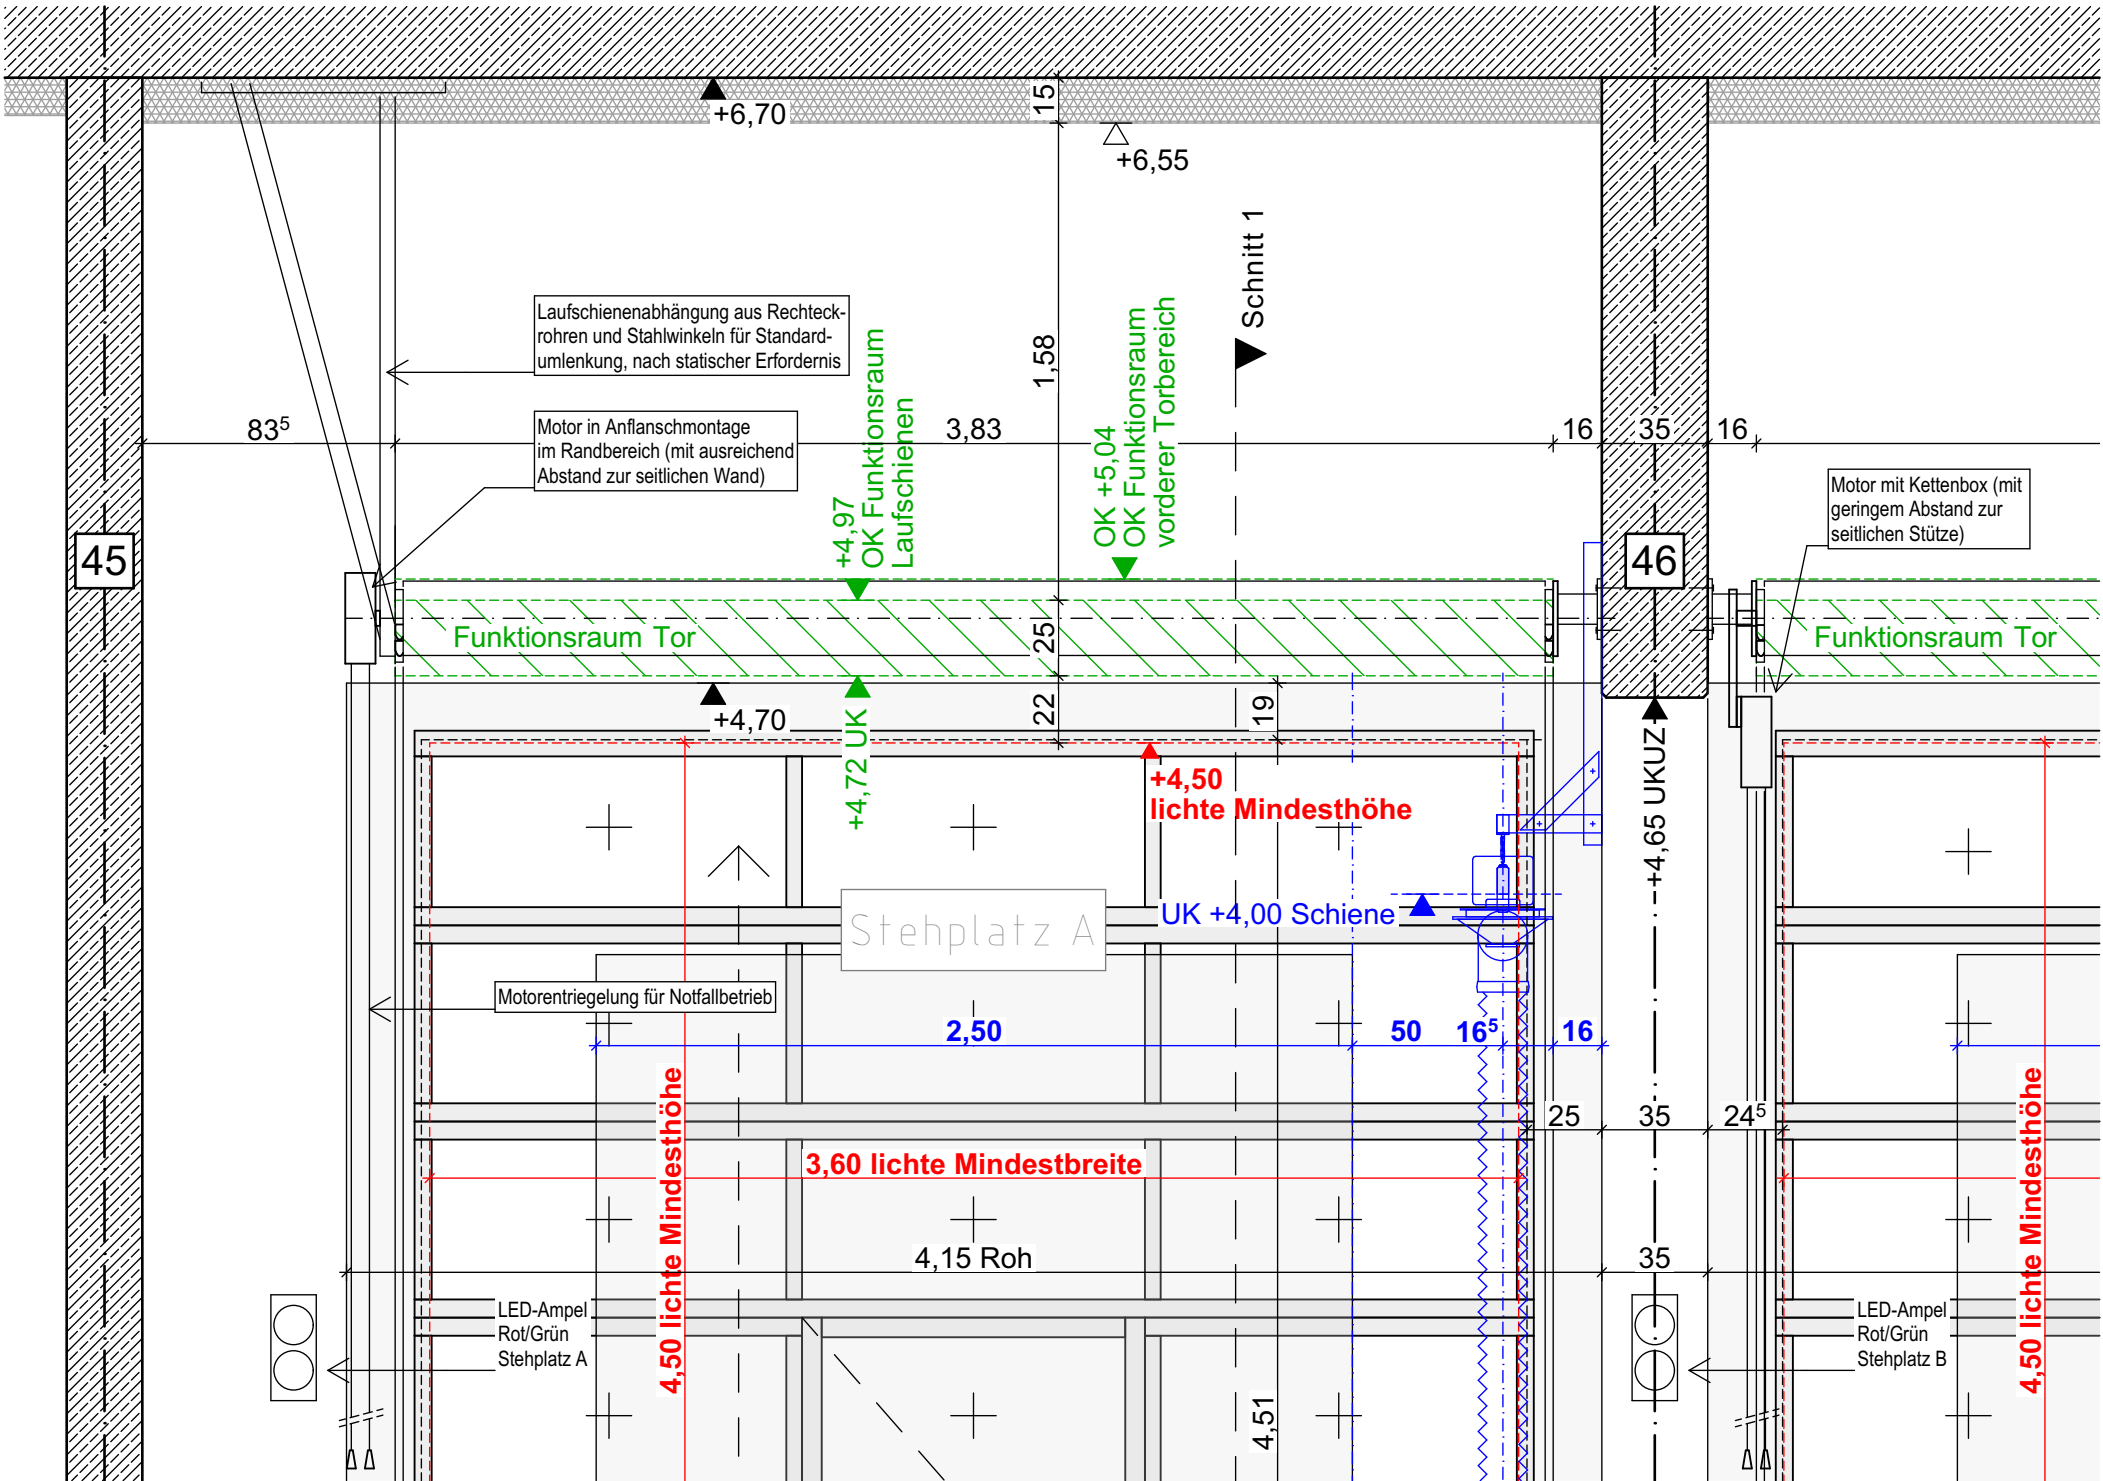 +6,70
15
+6,55
Schnitt 1
Laufschienenabhängung aus Rechteck-
rohren und Stahlwinkeln für Standard-
umlenkung, nach statischer Erfordernis
1,58
+4,97
OK Funktionsraum
Laufschienen
OK +5,04
OK Funktionsraum
vorderer Torbereich
83⁵
3,83
16
35
16
Motor in Anflanschmontage
im Randbereich (mit ausreichend
Abstand zur seitlichen Wand)
Motor mit Kettenbox (mit
geringem Abstand zur
seitlichen Stütze)
45
46
Funktionsraum Tor
25
Funktionsraum Tor
+4,70
+4,72 UK
22
19
+4,65 UKUZ
+4,50
lichte Mindesthöhe
Stehplatz A
UK +4,00 Schiene
Motorentriegelung für Notfallbetrieb
2,50
50
16⁵
16
25
35
24⁵
4,50 lichte Mindesthöhe
3,60 lichte Mindestbreite
4,50 lichte Mindesthöhe
4,15 Roh
35
LED-Ampel
Rot/Grün
Stehplatz A
LED-Ampel
Rot/Grün
Stehplatz B
4,51